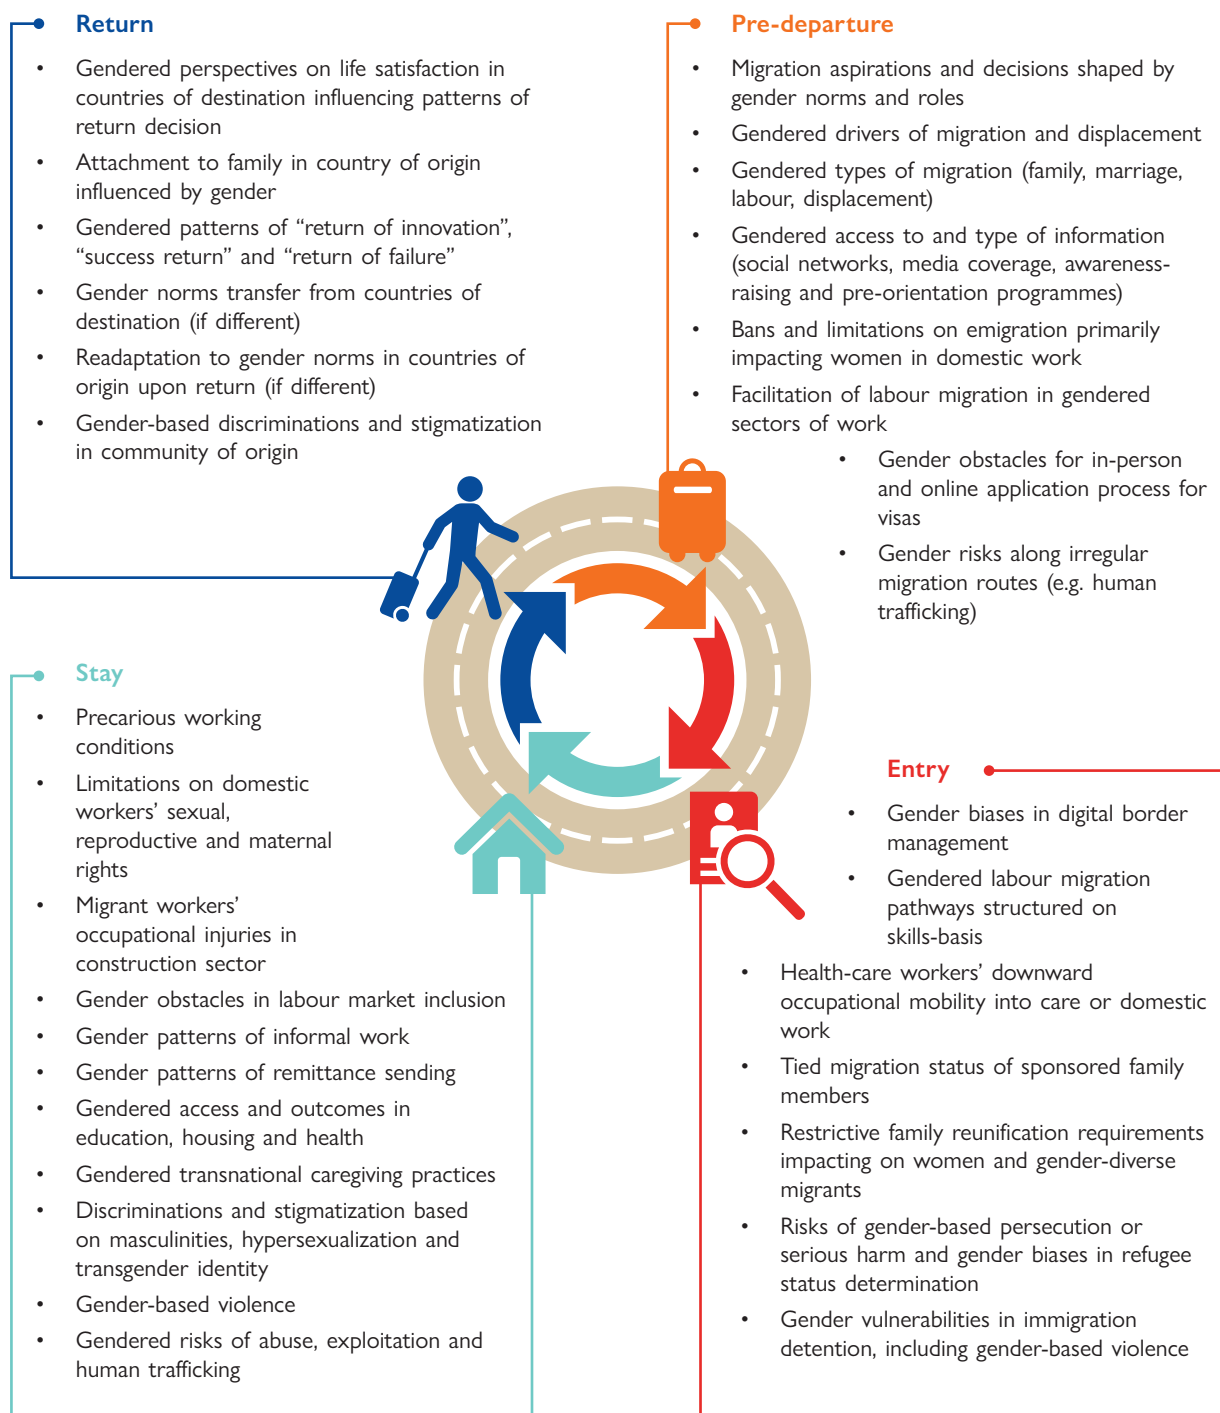 Return
• Gendered perspectives on life satisfaction in
countries of destination influencing patterns of
return decision
• Attachment to family in country of origin
influenced by gender
• Gendered patterns of “return of innovation”,
“success return” and “return of failure”
• Gender norms transfer from countries of
destination (if different)
• Readaptation to gender norms in countries of
origin upon return (if different)
• Gender-based discriminations and stigmatization
in community of origin
Pre-departure
• Migration aspirations and decisions shaped by
gender norms and roles
• Gendered drivers of migration and displacement
• Gendered types of migration (family, marriage,
labour, displacement)
• Gendered access to and type of information
(social networks, media coverage, awareness-
raising and pre-orientation programmes)
• Bans and limitations on emigration primarily
impacting women in domestic work
• Facilitation of labour migration in gendered
sectors of work
• Gender obstacles for in-person
and online application process for
visas
• Gender risks along irregular
migration routes (e.g. human
trafficking)
Stay
• Precarious working
conditions
• Limitations on domestic
workers’ sexual,
reproductive and maternal
rights
• Migrant workers’
occupational injuries in
construction sector
• Gender obstacles in labour market inclusion
• Gender patterns of informal work
• Gender patterns of remittance sending
• Gendered access and outcomes in
education, housing and health
• Gendered transnational caregiving practices
• Discriminations and stigmatization based
on masculinities, hypersexualization and
transgender identity
• Gender-based violence
• Gendered risks of abuse, exploitation and
human trafficking
Entry
• Gender biases in digital border
management
• Gendered labour migration
pathways structured on
skills-basis
• Health-care workers’ downward
occupational mobility into care or domestic
work
• Tied migration status of sponsored family
members
• Restrictive family reunification requirements
impacting on women and gender-diverse
migrants
• Risks of gender-based persecution or
serious harm and gender biases in refugee
status determination
• Gender vulnerabilities in immigration
detention, including gender-based violence